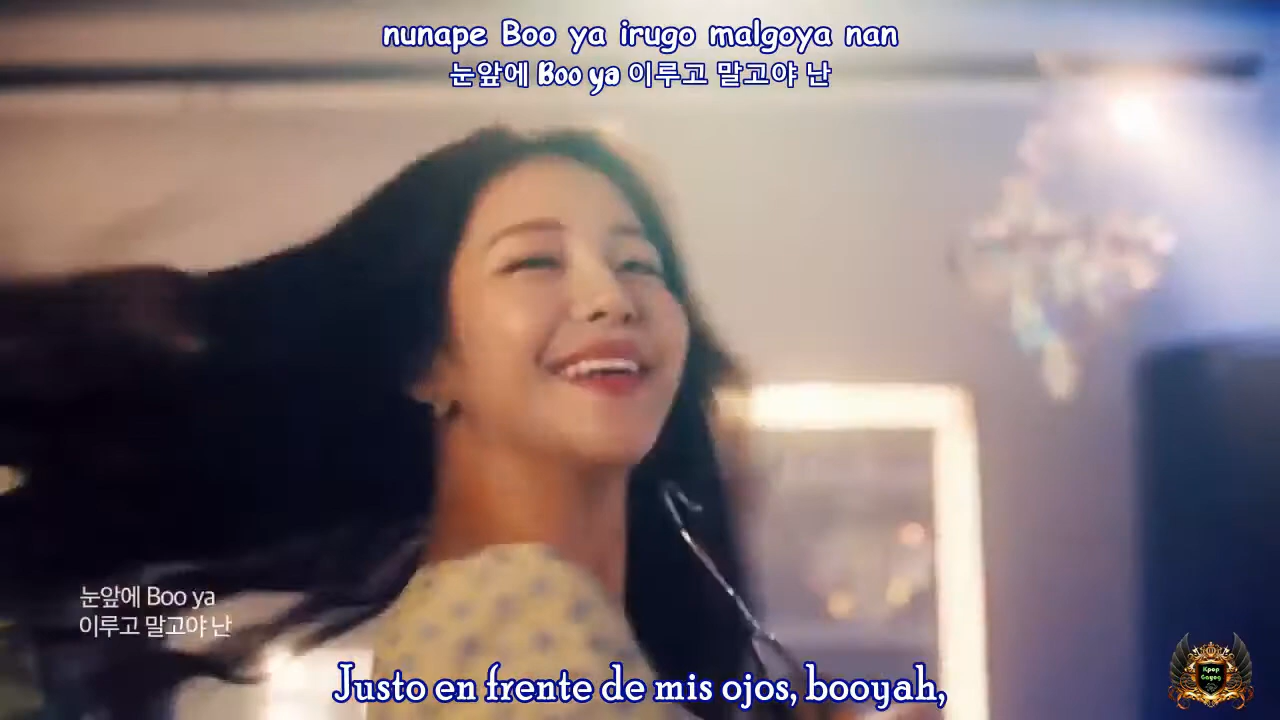 nunape Boo ya irugo malgoya nan
눈앞에 Boo ya 이루고 말고야 난
눈앞에 Boo ya
이루고 말고야 난
Justo en frente de mis ojos, booyah,
Kpop